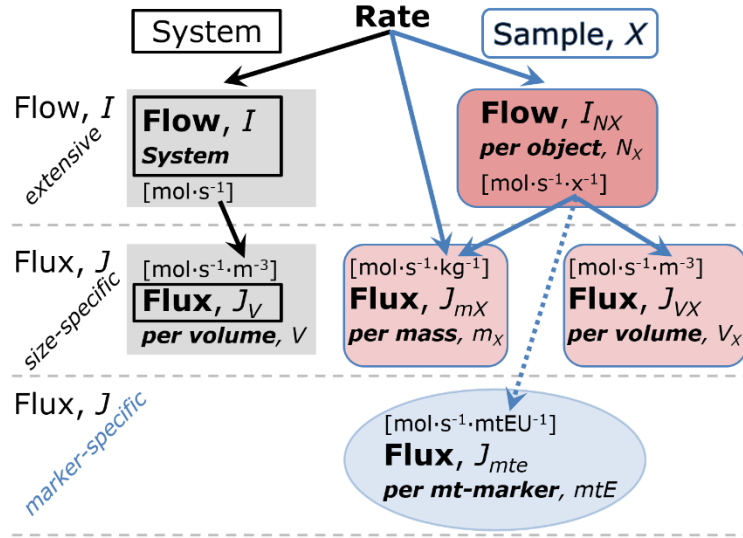 Rate
System
Sample, X
Flow, I
extensive
Flow, I
System
[mol·s⁻¹]
Flow, I_NX
per object, N_X
[mol·s⁻¹·x⁻¹]
Flux, J
size-specific
[mol·s⁻¹·m⁻³]
Flux, J_V
per volume, V
[mol·s⁻¹·kg⁻¹]
Flux, J_mX
per mass, m_X
[mol·s⁻¹·m⁻³]
Flux, J_VX
per volume, V_X
Flux, J
marker-specific
[mol·s⁻¹·mtEU⁻¹]
Flux, J_mte
per mt-marker, mtE